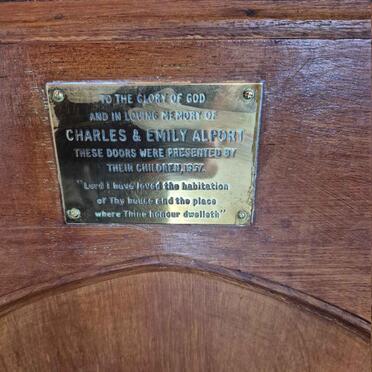 TO THE GLORY OF GOD
AND IN LOVING MEMORY OF
CHARLES & EMILY ALPORT
THESE DOORS WERE PRESENTED BY
THEIR CHILDREN, 1957.
"Lord I have loved the habitation
of Thy house and the place
where Thine honour dwelleth"